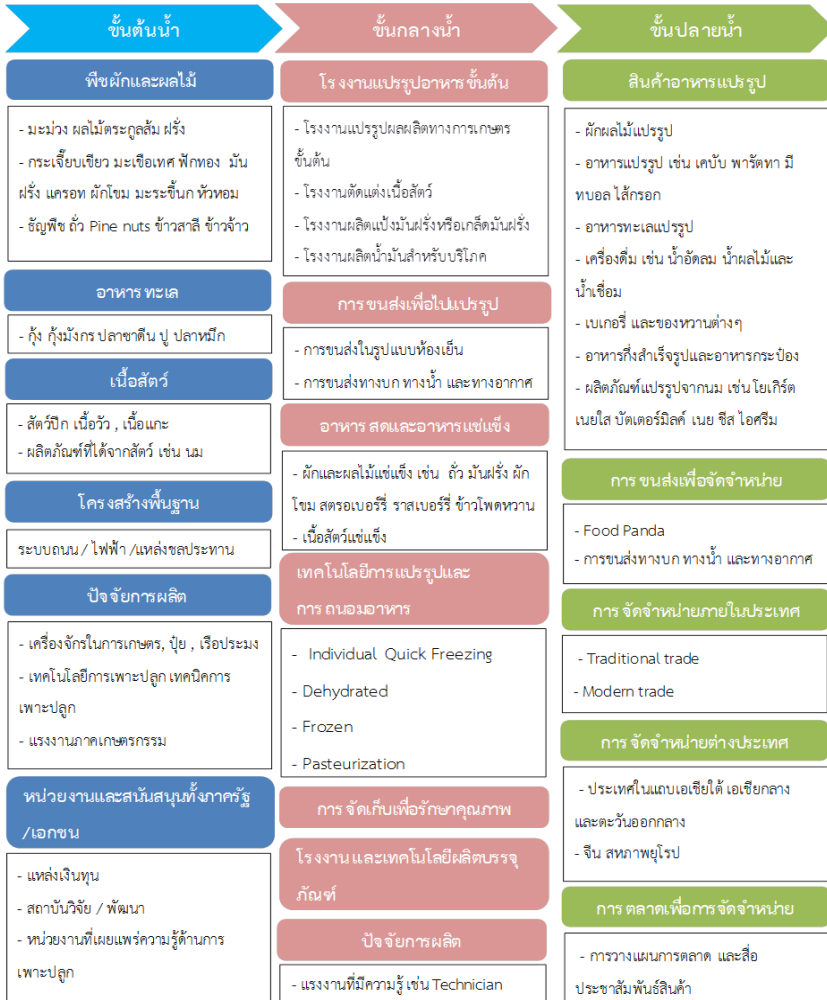 ขั้นต้นน้ำ
พืชผักและผลไม้
- มะม่วง ผลไม้ตระกูลส้ม ฝรั่ง
- กระเจี๊ยบเขียว มะเขือเทศ ฟักทอง มัน
ฝรั่ง แครอท ผักโขม มะระขี้นก หัวหอม
- ธัญพืช ถั่ว Pine nuts ข้าวสาลี ข้าวจ้าว
อาหารทะเล
- กุ้ง กุ้งมังกร ปลาซาดีน ปู ปลาหมึก
เนื้อสัตว์
- สัตว์ปีก เนื้อวัว , เนื้อแกะ
- ผลิตภัณฑ์ที่ได้จากสัตว์ เช่น นม
โครงสร้างพื้นฐาน
ระบบถนน / ไฟฟ้า /แหล่งชลประทาน
ปัจจัยการผลิต
- เครื่องจักรในการเกษตร, ปุ๋ย , เรือประมง
- เทคโนโลยีการเพาะปลูก เทคนิคการ
เพาะปลูก
- แรงงานภาคเกษตรกรรม
หน่วยงานและสนันสนุนทั้งภาครัฐ
/เอกชน
- แหล่งเงินทุน
- สถาบันวิจัย / พัฒนา
- หน่วยงานที่เผยแพร่ความรู้ด้านการ
เพาะปลูก
ขั้นกลางน้ำ
โรงงานแปรรูปอาหารขั้นต้น
- โรงงานแปรรูปผลผลิตทางการเกษตร
ขั้นต้น
- โรงงานตัดแต่งเนื้อสัตว์
- โรงงานผลิตแป้งมันฝรั่งหรือเกล็ดมันฝรั่ง
- โรงงานผลิตน้ำมันสำหรับบริโภค
การขนส่งเพื่อไปแปรรูป
- การขนส่งในรูปแบบห้องเย็น
- การขนส่งทางบก ทางน้ำ และทางอากาศ
อาหารสดและอาหารแช่แข็ง
- ผักและผลไม้แช่แข็ง เช่น ถั่ว มันฝรั่ง ผัก
โขม สตรอเบอร์รี่ ราสเบอร์รี่ ข้าวโพดหวาน
- เนื้อสัตว์แช่แข็ง
เทคโนโลยีการแปรรูปและ
การถนอมอาหาร
- Individual Quick Freezing
- Dehydrated
- Frozen
- Pasteurization
การจัดเก็บเพื่อรักษาคุณภาพ
โรงงานและเทคโนโลยีผลิตบรรจุ
ภัณฑ์
ปัจจัยการผลิต
- แรงงานที่มีความรู้ เช่น Technician
ขั้นปลายน้ำ
สินค้าอาหารแปรรูป
- ผักผลไม้แปรรูป
- อาหารแปรรูป เช่น เคบับ พารัตทา มี
ทบอล ไส้กรอก
- อาหารทะเลแปรรูป
- เครื่องดื่ม เช่น น้ำอัดลม น้ำผลไม้และ
น้ำเชื่อม
- เบเกอรี่ และของหวานต่างๆ
- อาหารกึ่งสำเร็จรูปและอาหารกระป๋อง
- ผลิตภัณฑ์แปรรูปจากนม เช่น โยเกิร์ต
เนยใส บัตเตอร์มิลค์ เนย ชีส ไอศรีม
การขนส่งเพื่อจัดจำหน่าย
- Food Panda
- การขนส่งทางบก ทางน้ำ และทางอากาศ
การจัดจำหน่ายภายในประเทศ
- Traditional trade
- Modern trade
การจัดจำหน่ายต่างประเทศ
- ประเทศในแถบเอเชียใต้ เอเชียกลาง
และตะวันออกกลาง
- จีน สหภาพยุโรป
การตลาดเพื่อการจัดจำหน่าย
- การวางแผนการตลาด และสื่อ
ประชาสัมพันธ์สินค้า